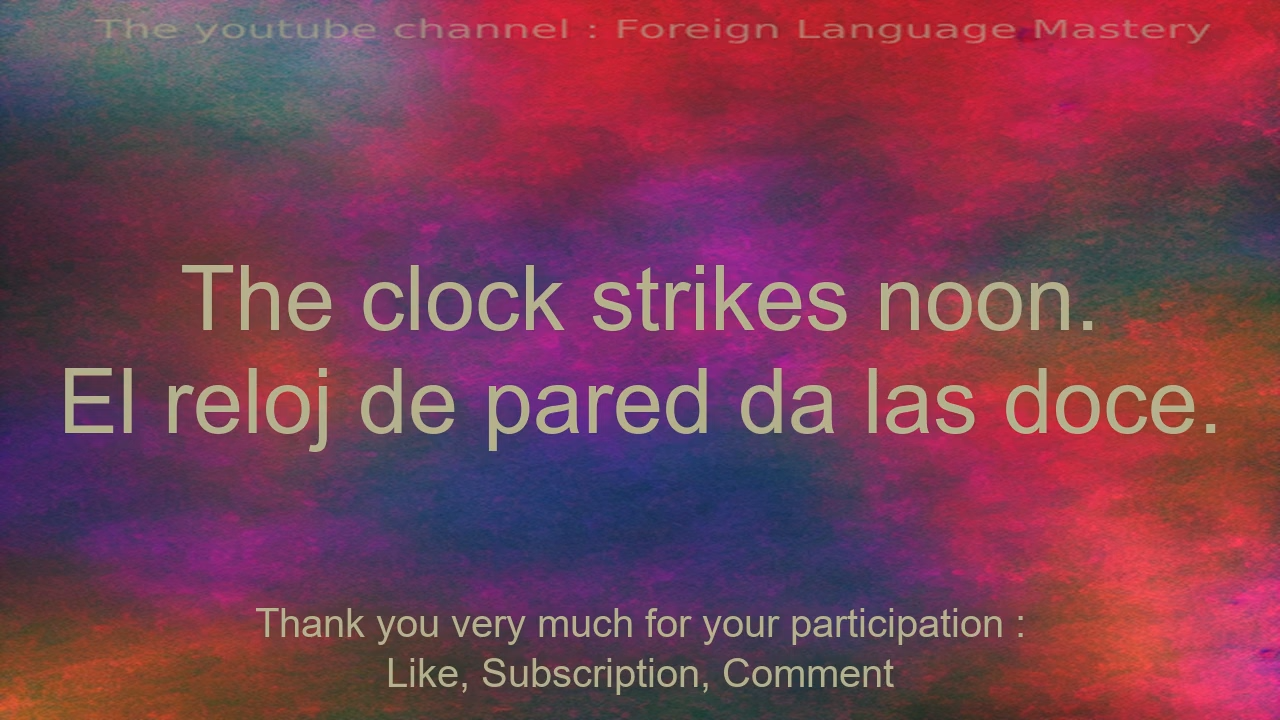 The youtube channel : Foreign Language Mastery
The clock strikes noon.
El reloj de pared da las doce.
Thank you very much for your participation :
Like, Subscription, Comment